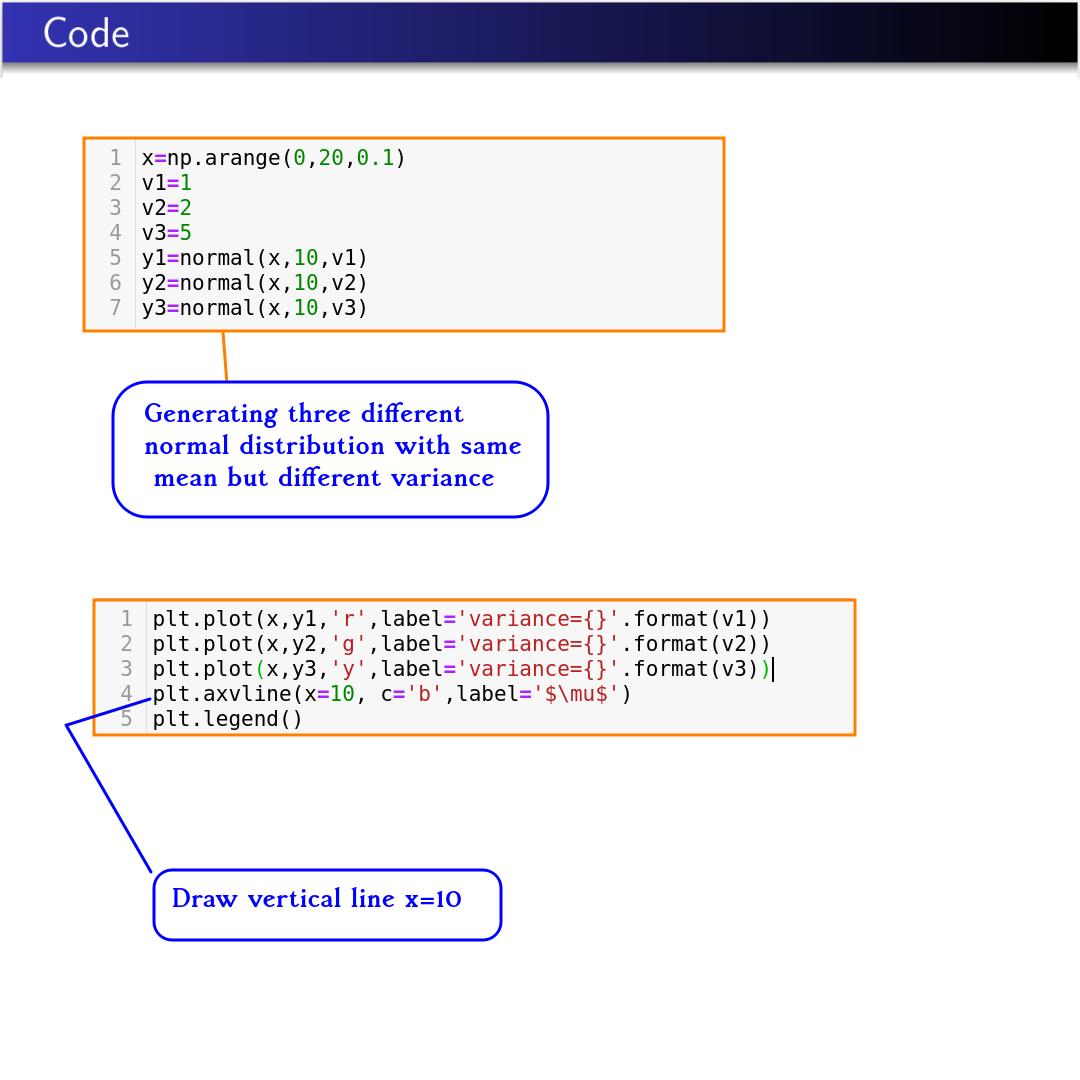 Code
1 x=np.arange(0,20,0.1)
2 v1=1
3 v2=2
4 v3=5
5 y1=normal(x,10,v1)
6 y2=normal(x,10,v2)
7 y3=normal(x,10,v3)
Generating three different
normal distribution with same
mean but different variance
1 plt.plot(x,y1,'r',label='variance={}'.format(v1))
2 plt.plot(x,y2,'g',label='variance={}'.format(v2))
3 plt.plot(x,y3,'y',label='variance={}'.format(v3))
4 plt.axvline(x=10, c='b',label='$\mu$')
5 plt.legend()
Draw vertical line x=10